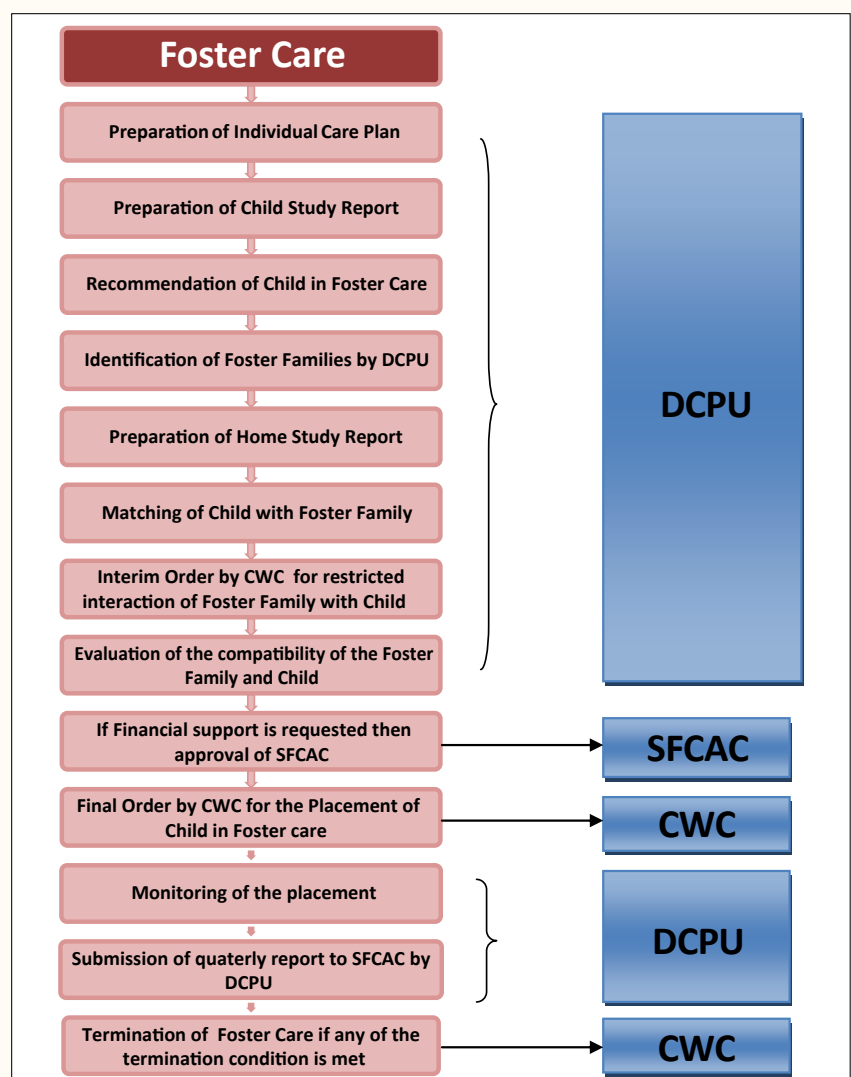 Foster Care
Preparation of Individual Care Plan
Preparation of Child Study Report
Recommendation of Child in Foster Care
Identification of Foster Families by DCPU
Preparation of Home Study Report
Matching of Child with Foster Family
Interim Order by CWC for restricted
interaction of Foster Family with Child
Evaluation of the compatibility of the Foster
Family and Child
DCPU
If Financial support is requested then
approval of SFCAC
SFCAC
Final Order by CWC for the Placement of
Child in Foster care
CWC
Monitoring of the placement
Submission of quaterly report to SFCAC by
DCPU
DCPU
Termination of Foster Care if any of the
termination condition is met
CWC